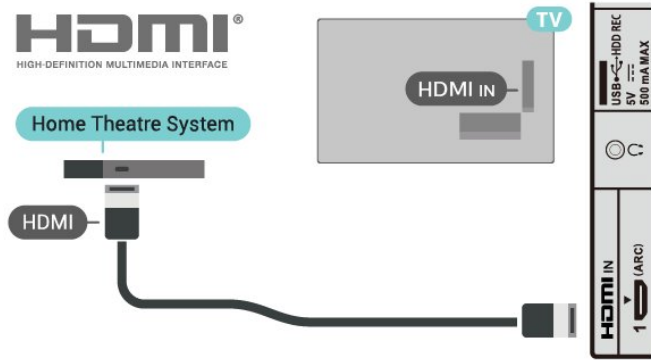 HDMI®
HIGH-DEFINITION MULTIMEDIA INTERFACE
TV
HDMI IN
Home Theatre System
HDMI
USB HDD REC
5V
500 mA MAX
HDMI IN
1 (ARC)